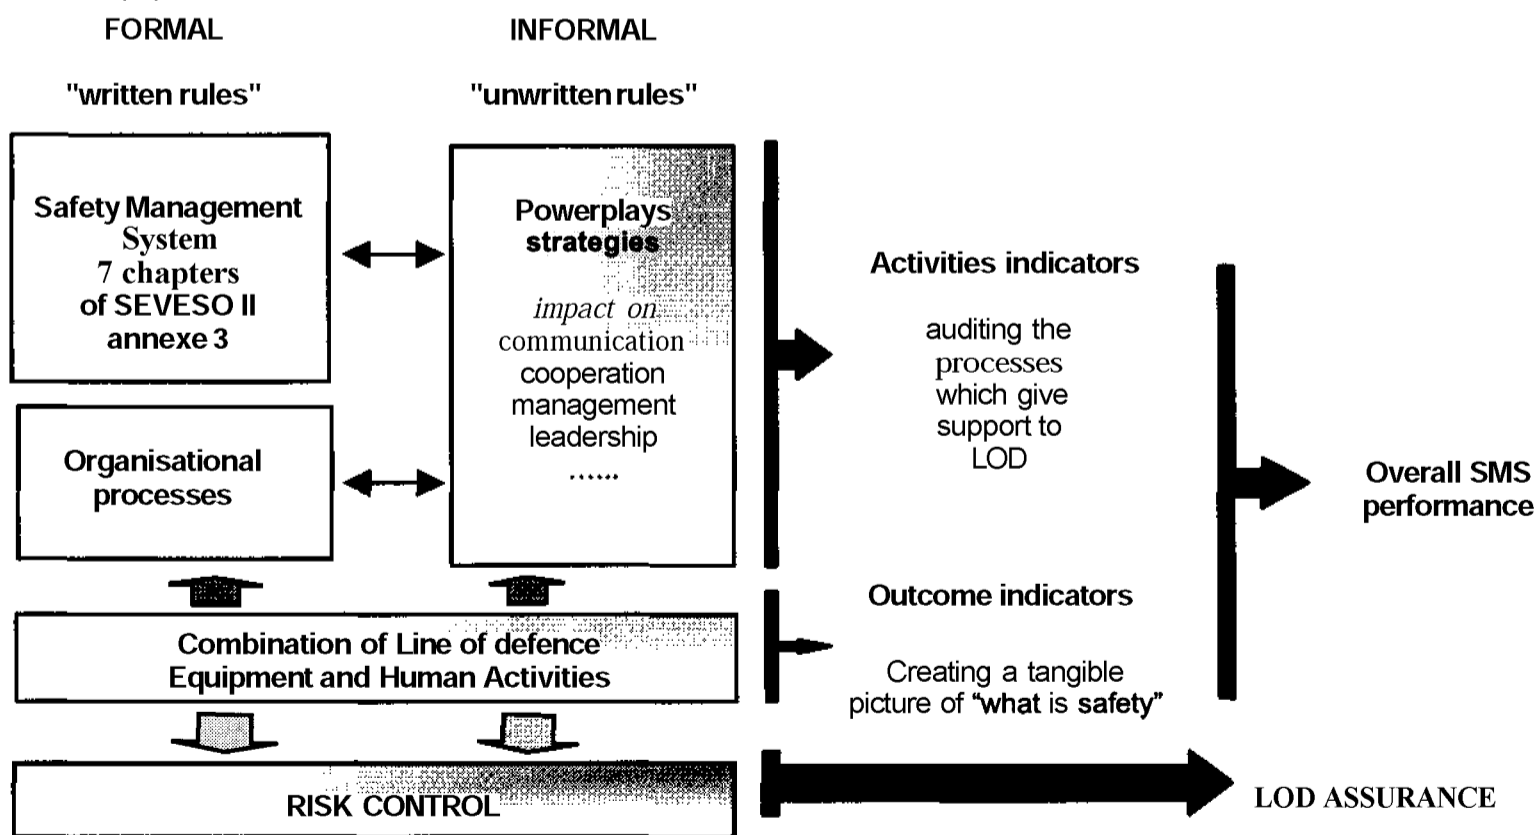 FORMAL
"written rules"
INFORMAL
"unwritten rules"
Safety Management
System
7 chapters
of SEVESO II
annexe 3
Organisational
processes
Powerplays
strategies
impact on
communication
cooperation
management
leadership
......
Combination of Line of defence
Equipment and Human Activities
RISK CONTROL
Activities indicators
auditing the
processes
which give
support to
LOD
Outcome indicators
Creating a tangible
picture of “what is safety”
Overall SMS
performance
LOD ASSURANCE